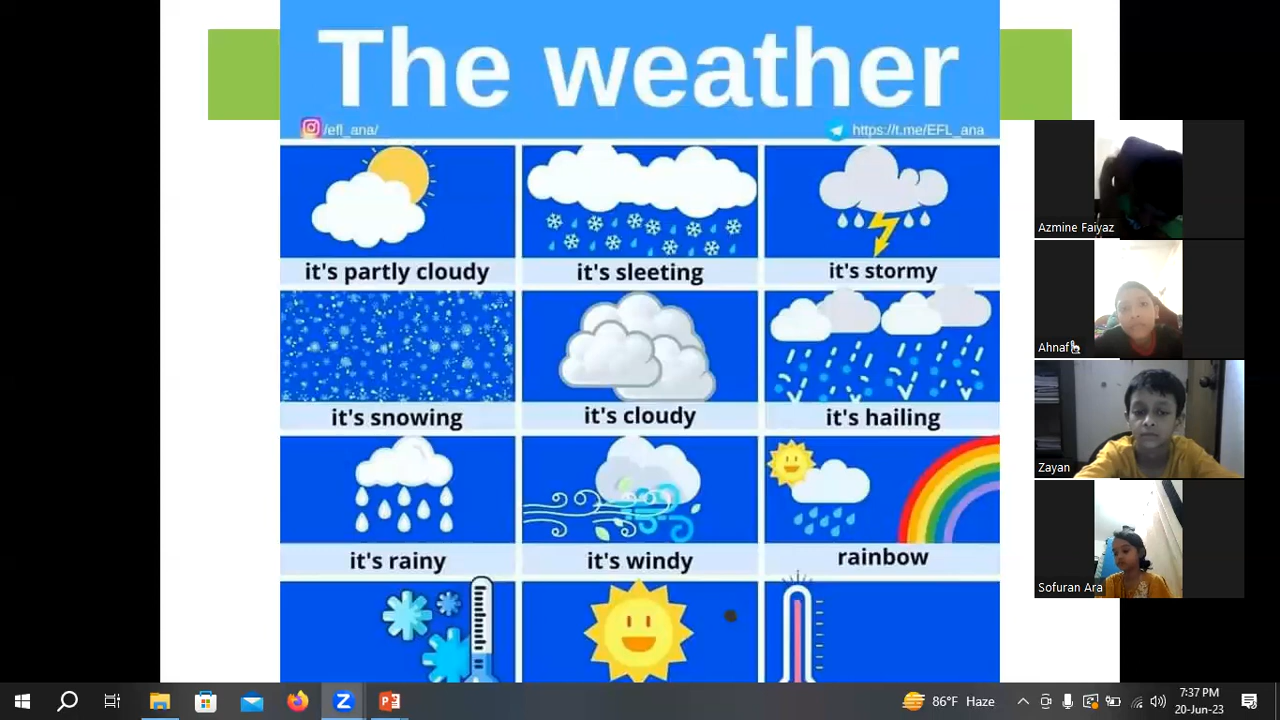 The weather
/efl_ana/
https://t.me/EFL_ana
it's partly cloudy
it's sleeting
it's stormy
it's snowing
it's cloudy
it's hailing
it's rainy
it's windy
rainbow
Azmine Faiyaz
Ahnaf
Zayan
Sofuran Ara
86°F Haze
7:37 PM
20-Jun-23